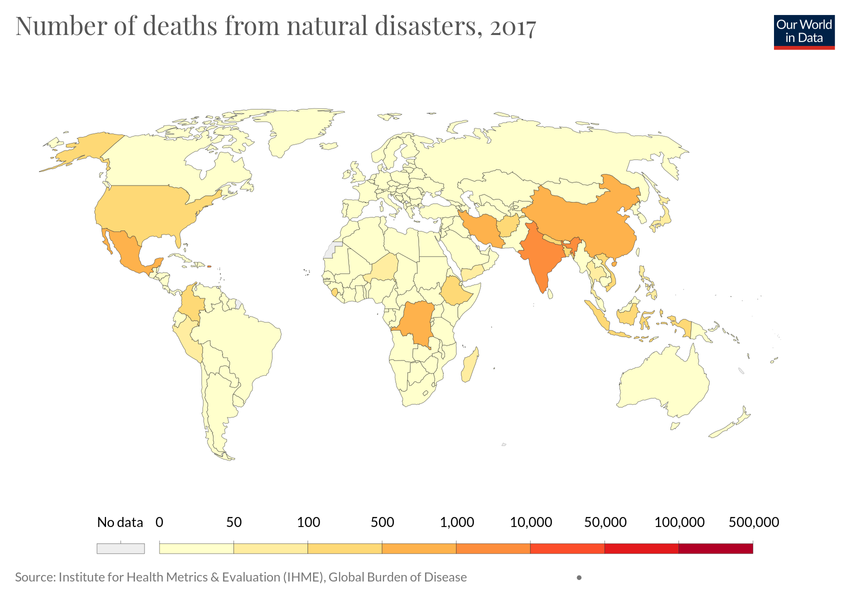 Number of deaths from natural disasters, 2017
Our World
in Data
No data 0 50 100 500 1,000 10,000 50,000 100,000 500,000
Source: Institute for Health Metrics & Evaluation (IHME), Global Burden of Disease •